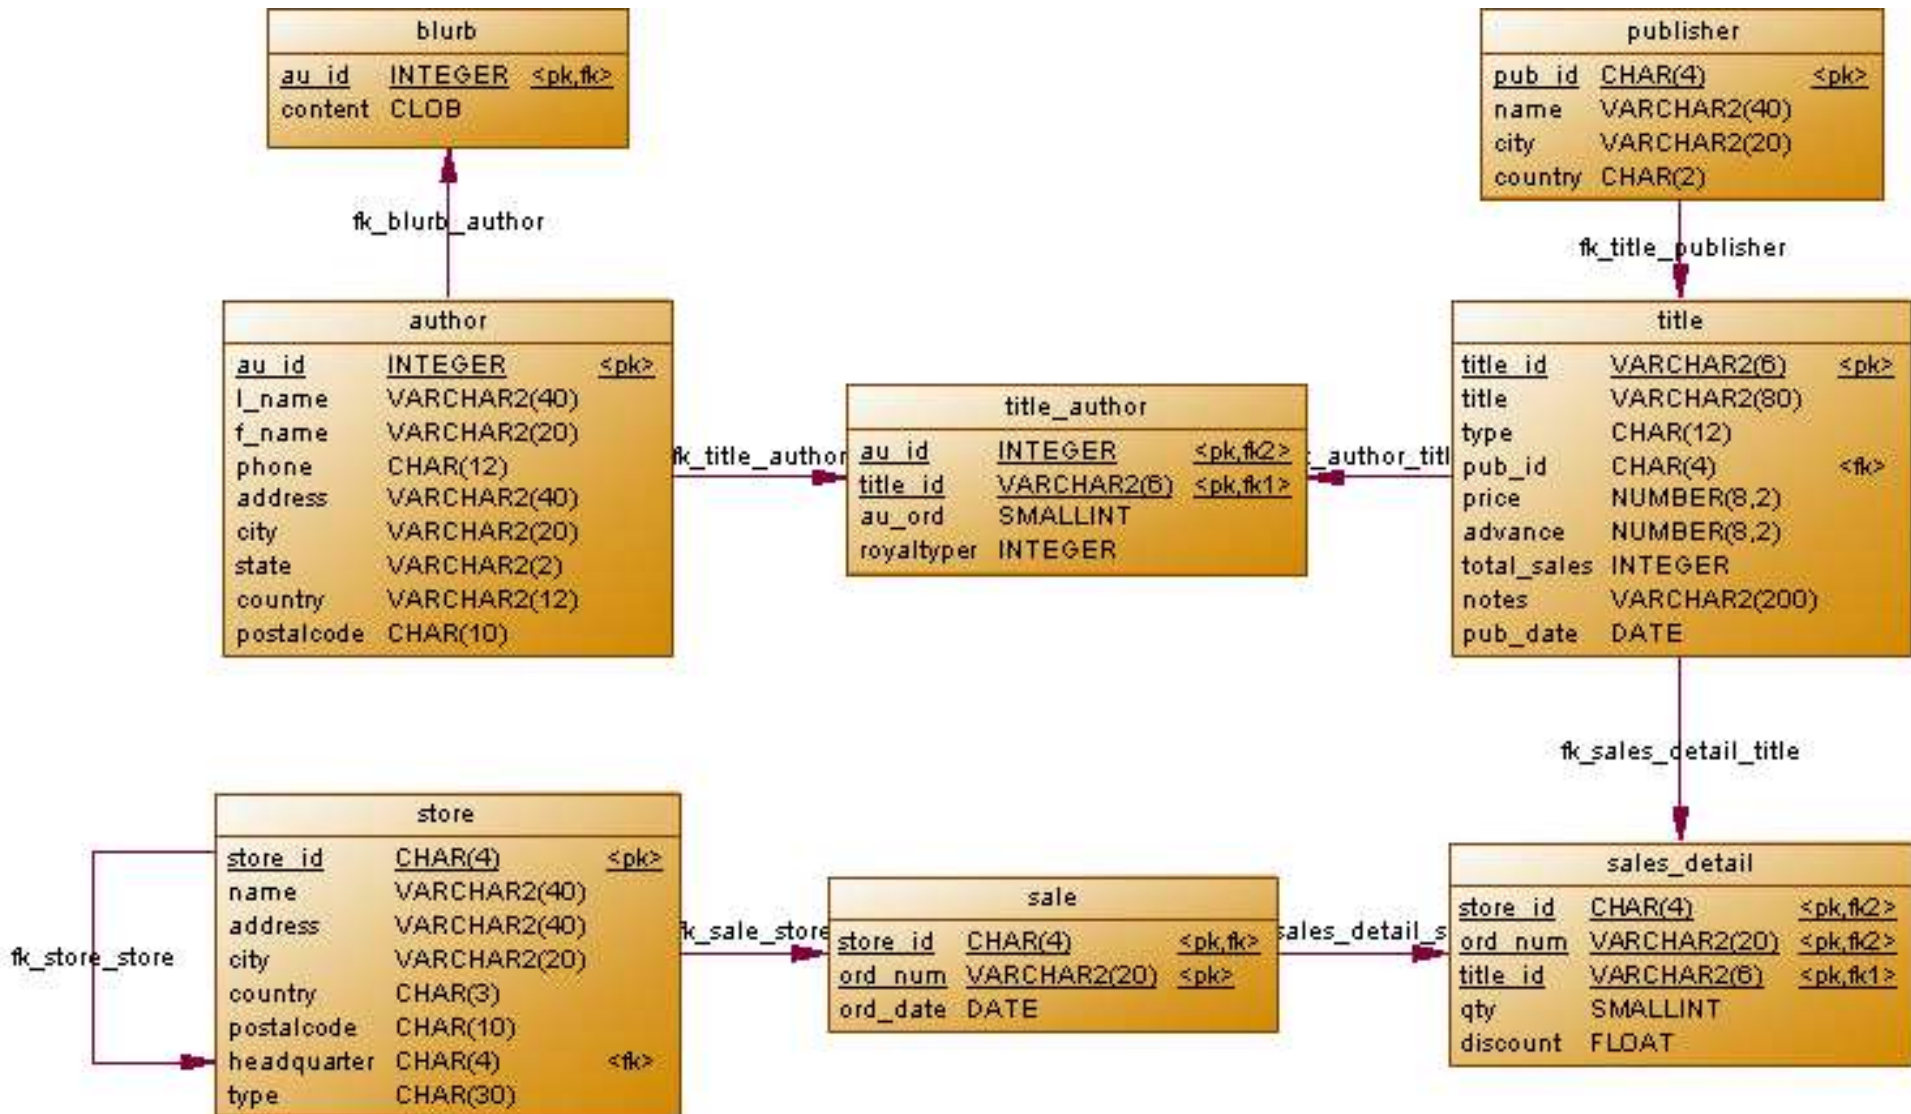 blurb
au_id INTEGER <pk,fk>
content CLOB
publisher
pub_id CHAR(4) <pk>
name VARCHAR2(40)
city VARCHAR2(20)
country CHAR(2)
fk_blurb_author
fk_title_publisher
author
au_id INTEGER <pk>
l_name VARCHAR2(40)
f_name VARCHAR2(20)
phone CHAR(12)
address VARCHAR2(40)
city VARCHAR2(20)
state VARCHAR2(2)
country VARCHAR2(12)
postalcode CHAR(10)
fk_title_author
title_author
au_id INTEGER <pk,fk2>
title_id VARCHAR2(6) <pk,fk1>
au_ord SMALLINT
royaltyper INTEGER
_author_titl
title
title_id VARCHAR2(6) <pk>
title VARCHAR2(80)
type CHAR(12)
pub_id CHAR(4) <fk>
price NUMBER(8,2)
advance NUMBER(8,2)
total_sales INTEGER
notes VARCHAR2(200)
pub_date DATE
fk_sales_detail_title
fk_store_store
store
store_id CHAR(4) <pk>
name VARCHAR2(40)
address VARCHAR2(40)
city VARCHAR2(20)
country CHAR(3)
postalcode CHAR(10)
headquarter CHAR(4) <fk>
type CHAR(30)
fk_sale_store
sale
store_id CHAR(4) <pk,fk>
ord_num VARCHAR2(20) <pk>
ord_date DATE
sales_detail_s
sales_detail
store_id CHAR(4) <pk,fk2>
ord_num VARCHAR2(20) <pk,fk2>
title_id VARCHAR2(6) <pk,fk1>
qty SMALLINT
discount FLOAT